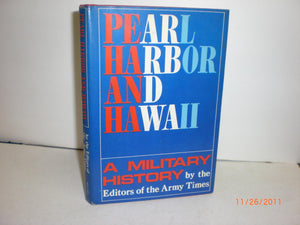 PEARL
HARBOR
AND
HAWAII
A MILITARY
HISTORY by the
Editors of the Army Times
11/26/2011